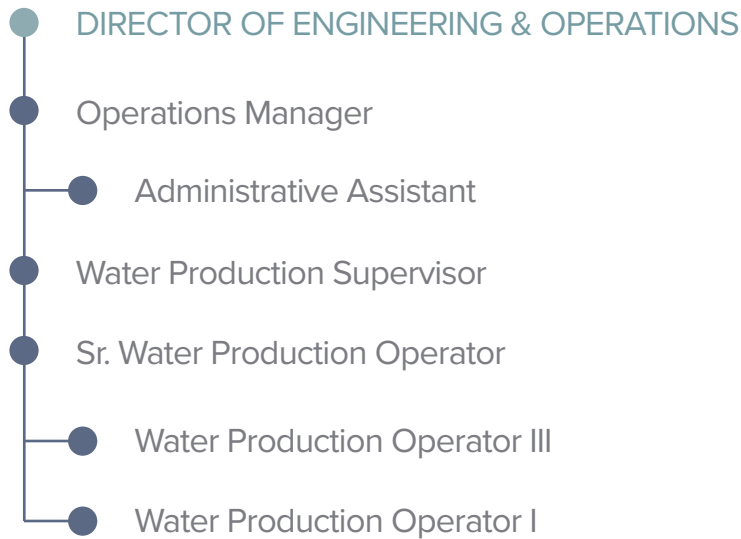 DIRECTOR OF ENGINEERING & OPERATIONS
Operations Manager
Administrative Assistant
Water Production Supervisor
Sr. Water Production Operator
Water Production Operator III
Water Production Operator I